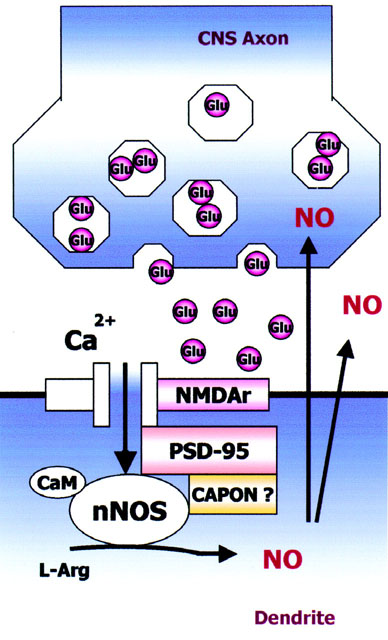 CNS Axon
Glu
Glu
Glu
Glu
Glu
Glu
Glu
Glu
Glu
NO
Glu
Glu
Glu
Glu
NO
Glu
Ca2+
Glu
Glu
NMDAr
PSD-95
CaM
CAPON ?
nNOS
L-Arg
NO
Dendrite